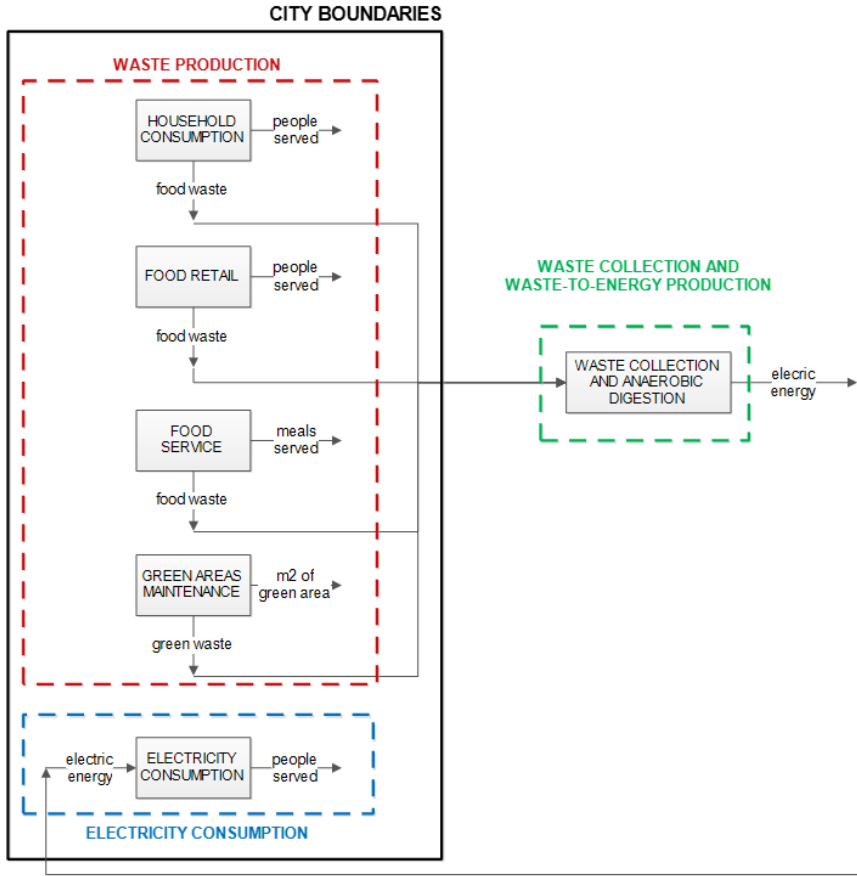 CITY BOUNDARIES
WASTE PRODUCTION
HOUSEHOLD
CONSUMPTION
people
served
food waste
FOOD RETAIL
people
served
food waste
FOOD
SERVICE
meals
served
food waste
GREEN AREAS
MAINTENANCE
m2 of
green area
green waste
WASTE COLLECTION AND
WASTE-TO-ENERGY PRODUCTION
WASTE COLLECTION
AND ANAEROBIC
DIGESTION
elecric
energy
electric
energy
ELECTRICITY
CONSUMPTION
people
served
ELECTRICITY CONSUMPTION